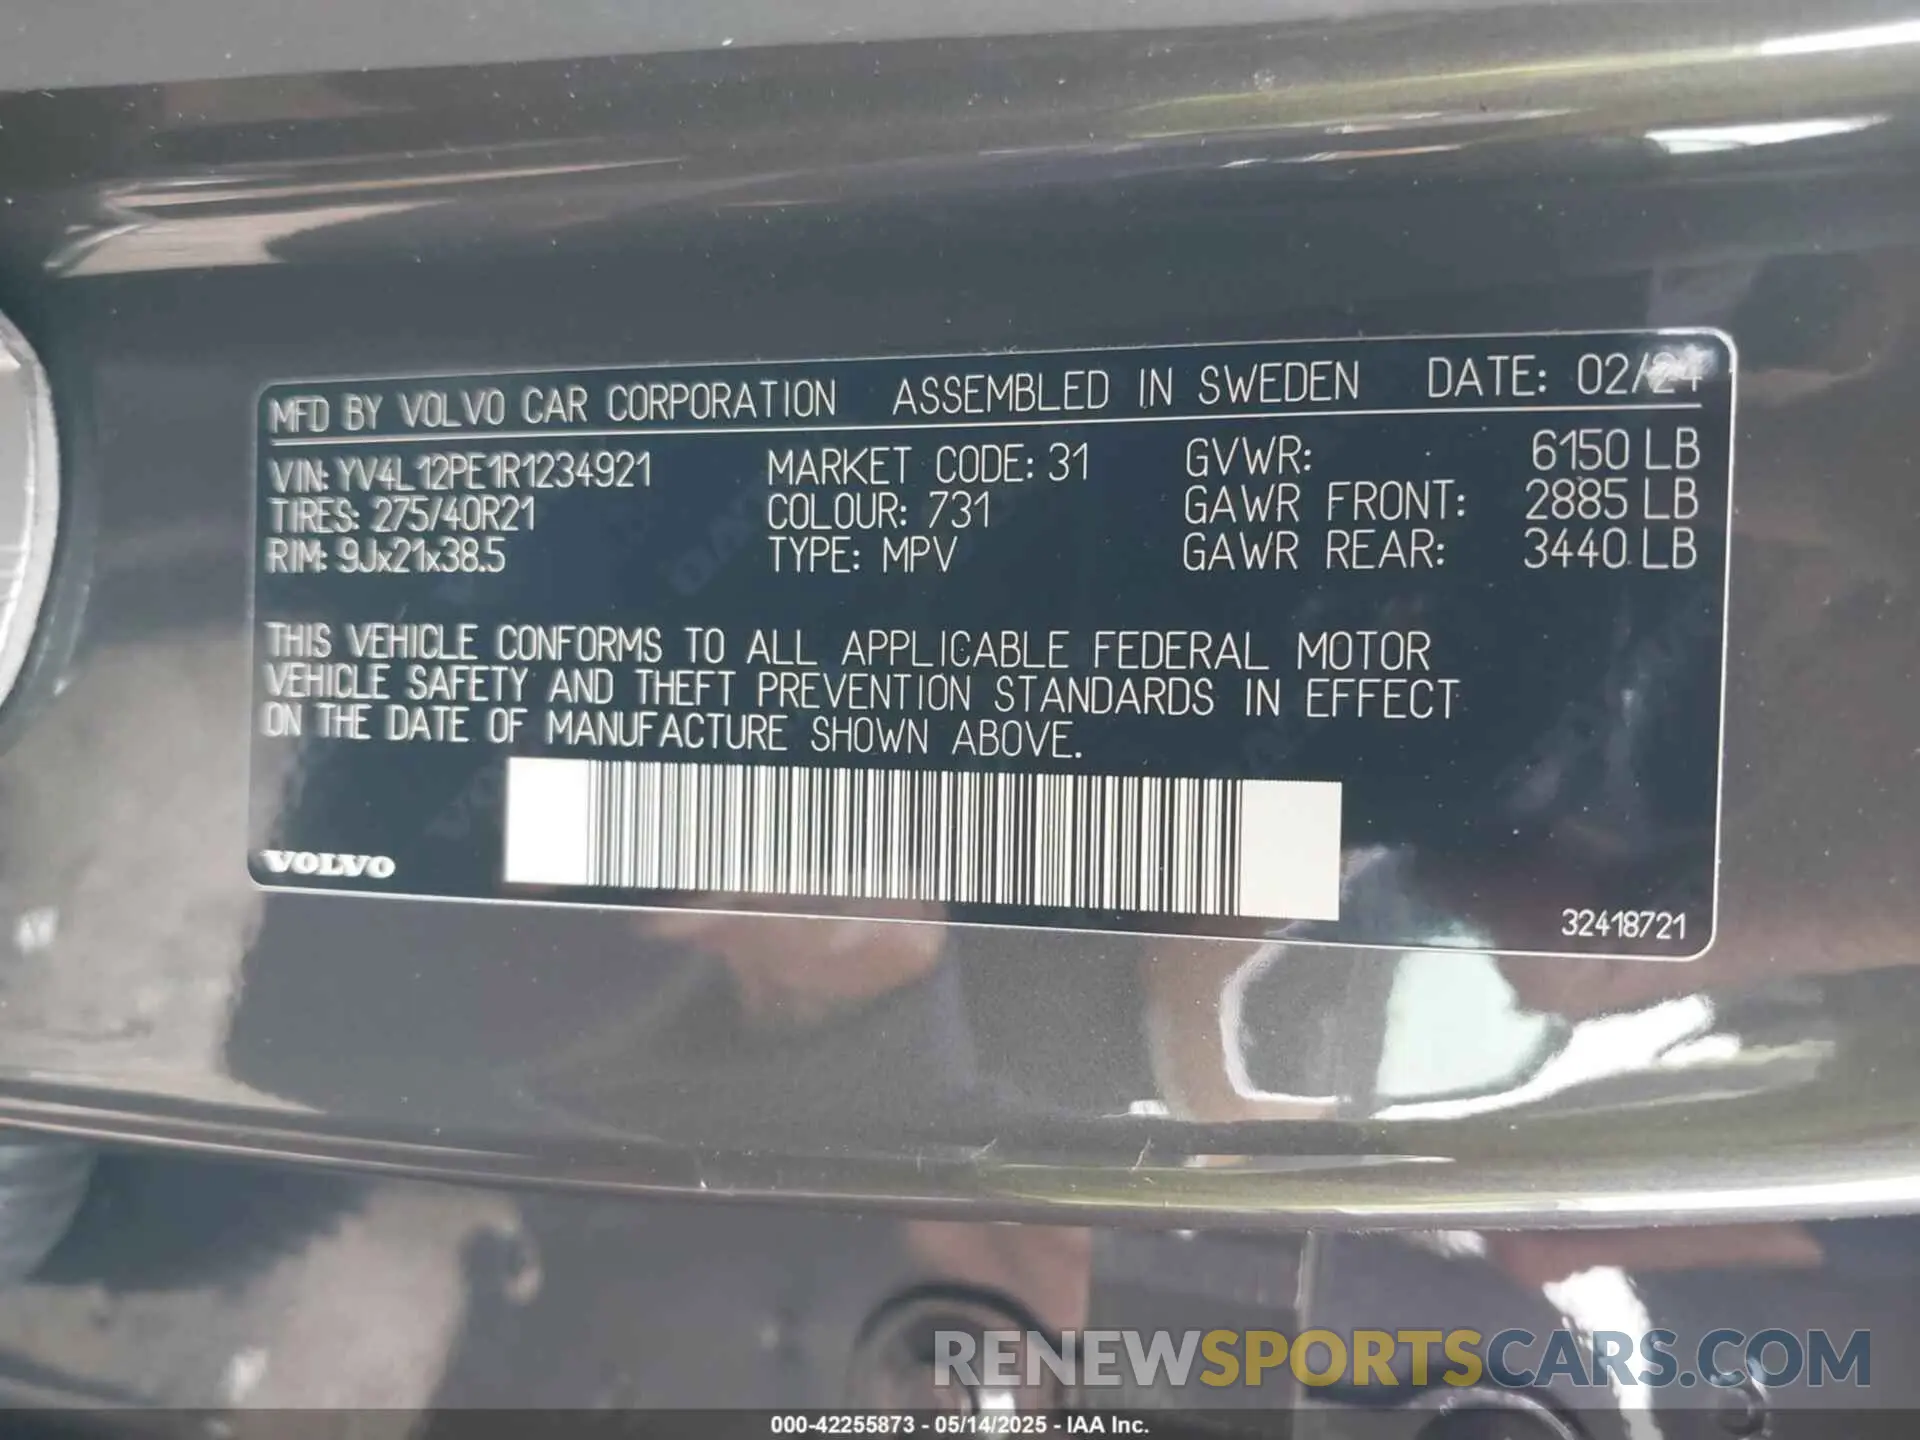 MFD BY VOLVO CAR CORPORATION ASSEMBLED IN SWEDEN DATE: 02/24
VIN: YV4L12PE1R1234921 MARKET CODE: 31 GVWR: 6150 LB
TIRES: 275/40R21 COLOUR: 731 GAWR FRONT: 2885 LB
RIM: 9Jx21x38.5 TYPE: MPV GAWR REAR: 3440 LB
THIS VEHICLE CONFORMS TO ALL APPLICABLE FEDERAL MOTOR
VEHICLE SAFETY AND THEFT PREVENTION STANDARDS IN EFFECT
ON THE DATE OF MANUFACTURE SHOWN ABOVE.
VOLVO
32418721
RENEWSPORTSCARS.COM
000-42255873 - 05/14/2025 - IAA Inc.